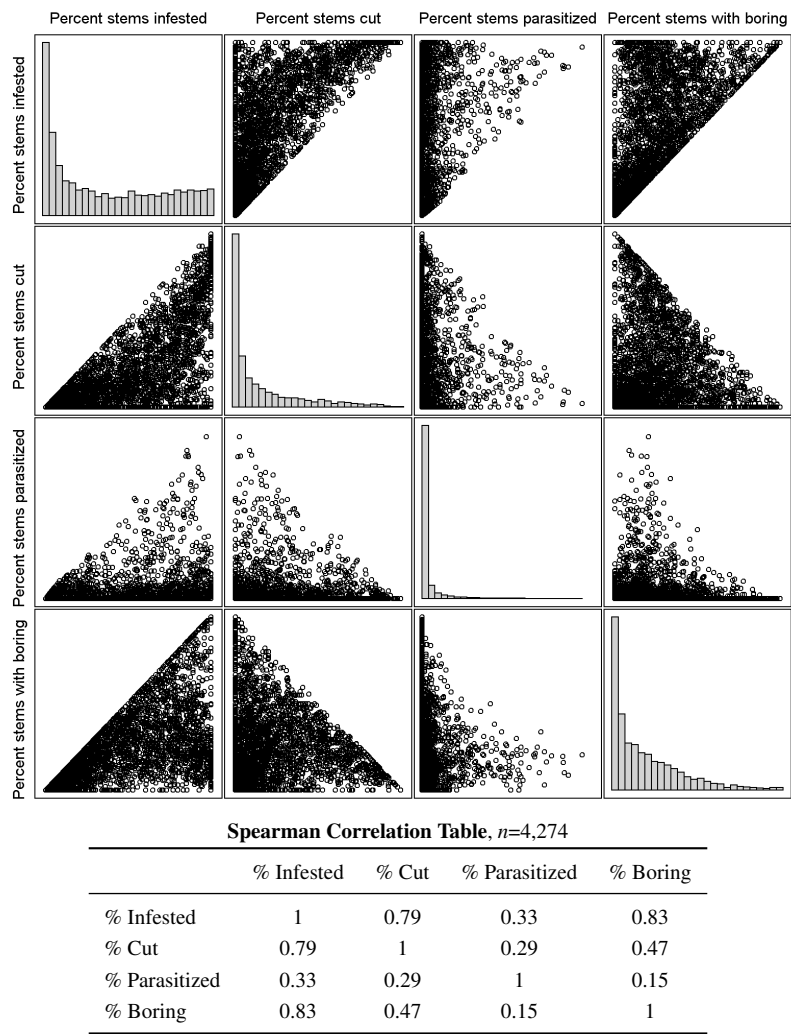 Percent stems infested Percent stems cut Percent stems parasitized Percent stems with boring
Percent stems infested
Percent stems cut
Percent stems parasitized
Percent stems with boring
Spearman Correlation Table, n=4,274
% Infested % Cut % Parasitized % Boring
% Infested 1 0.79 0.33 0.83
% Cut 0.79 1 0.29 0.47
% Parasitized 0.33 0.29 1 0.15
% Boring 0.83 0.47 0.15 1